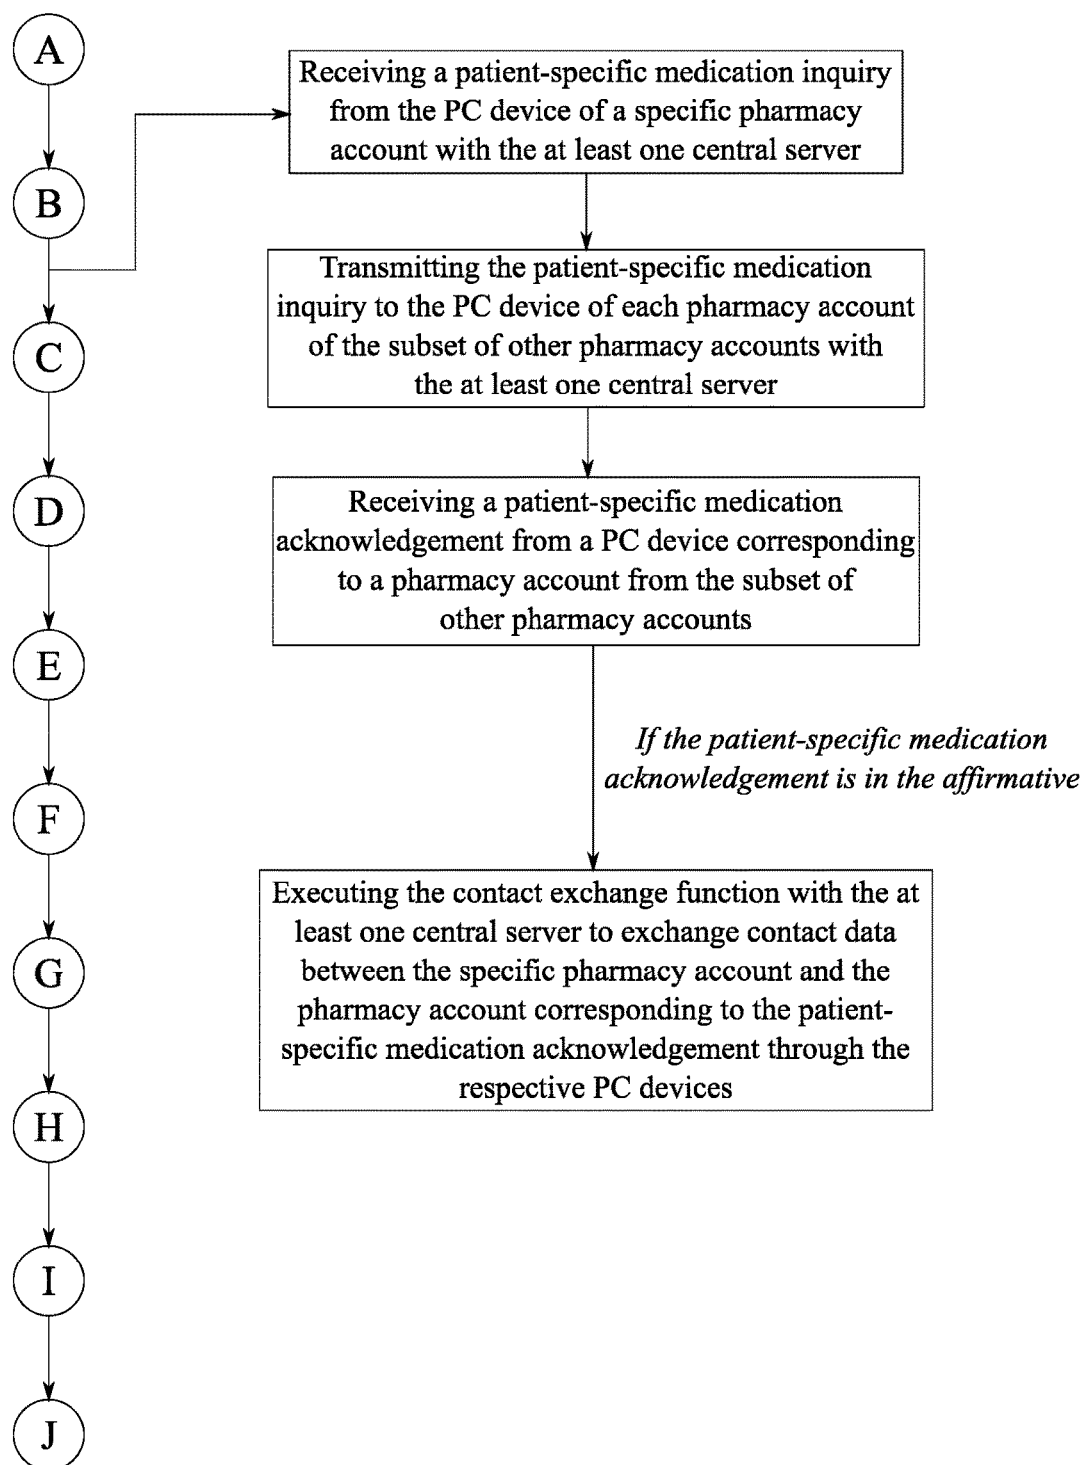 A
B
C
D
E
F
G
H
I
J
Receiving a patient-specific medication inquiry
from the PC device of a specific pharmacy
account with the at least one central server
Transmitting the patient-specific medication
inquiry to the PC device of each pharmacy account
of the subset of other pharmacy accounts with
the at least one central server
Receiving a patient-specific medication
acknowledgement from a PC device corresponding
to a pharmacy account from the subset of
other pharmacy accounts
If the patient-specific medication
acknowledgement is in the affirmative
Executing the contact exchange function with the at
least one central server to exchange contact data
between the specific pharmacy account and the
pharmacy account corresponding to the patient-
specific medication acknowledgement through the
respective PC devices